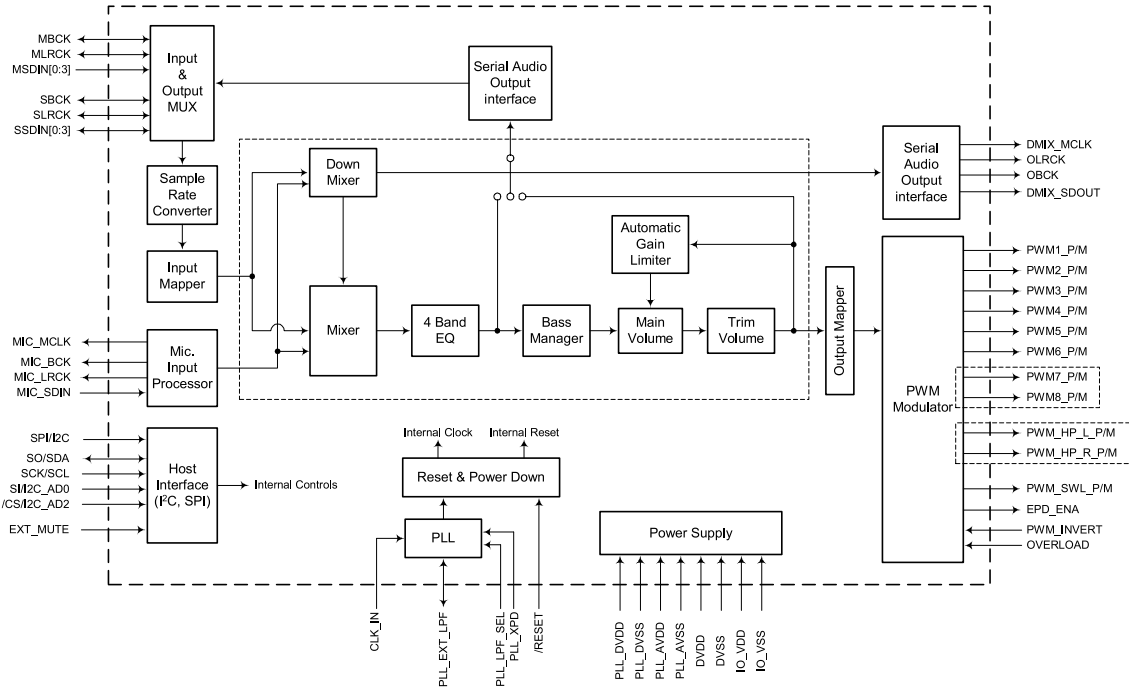 MBCK
MLRCK
MSDIN[0:3]
SBCK
SLRCK
SSDIN[0:3]
Input
&
Output
MUX
Serial Audio
Output
interface
Sample
Rate
Converter
Input
Mapper
Down
Mixer
Mixer
4 Band
EQ
Bass
Manager
Automatic
Gain
Limiter
Main
Volume
Trim
Volume
Output Mapper
Serial
Audio
Output
interface
DMIX_MCLK
OLRCK
OBCK
DMIX_SDOUT
PWM
Modulator
PWM1_P/M
PWM2_P/M
PWM3_P/M
PWM4_P/M
PWM5_P/M
PWM6_P/M
PWM7_P/M
PWM8_P/M
PWM_HP_L_P/M
PWM_HP_R_P/M
PWM_SWL_P/M
EPD_ENA
PWM_INVERT
OVERLOAD
MIC_MCLK
MIC_BCK
MIC_LRCK
MIC_SDIN
Mic.
Input
Processor
SPI/I2C
SO/SDA
SCK/SCL
SI/I2C_AD0
/CS/I2C_AD2
EXT_MUTE
Host
Interface
(I²C, SPI)
Internal Controls
Internal Clock
Internal Reset
Reset & Power Down
PLL
CLK_IN
PLL_EXT_LPF
PLL_LPF_SEL
PLL_XPD
/RESET
Power Supply
PLL_DVDD
PLL_DVSS
PLL_AVDD
PLL_AVSS
DVDD
DVSS
IO_VDD
IO_VSS